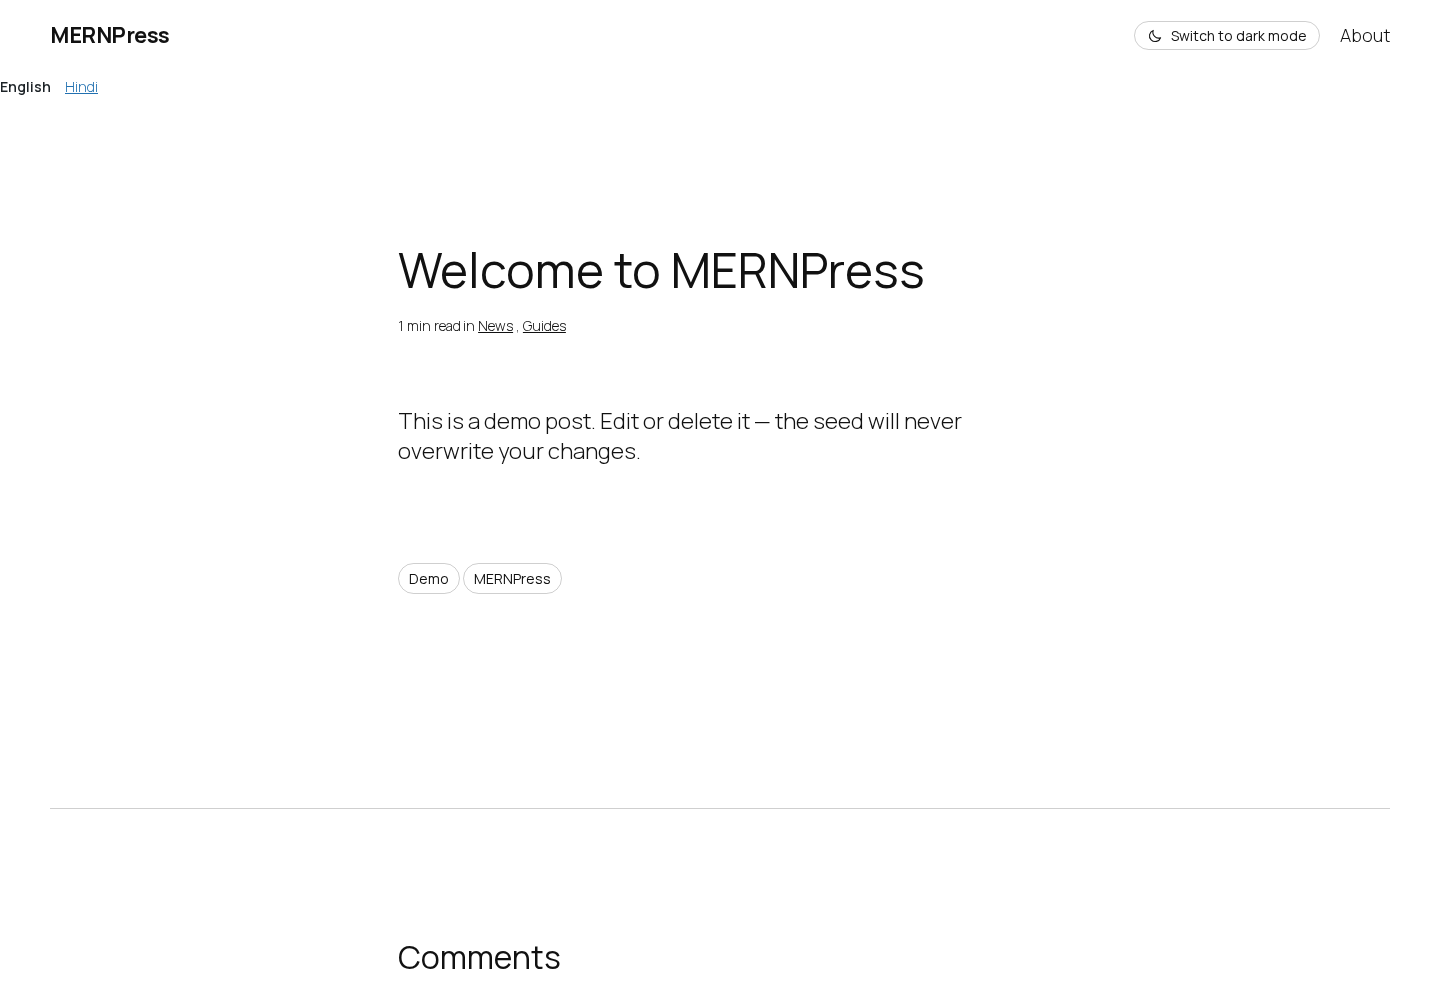 MERNPress
Switch to dark mode
About
English Hindi
Welcome to MERNPress
1 min read in News , Guides
This is a demo post. Edit or delete it — the seed will never
overwrite your changes.
Demo MERNPress
Comments